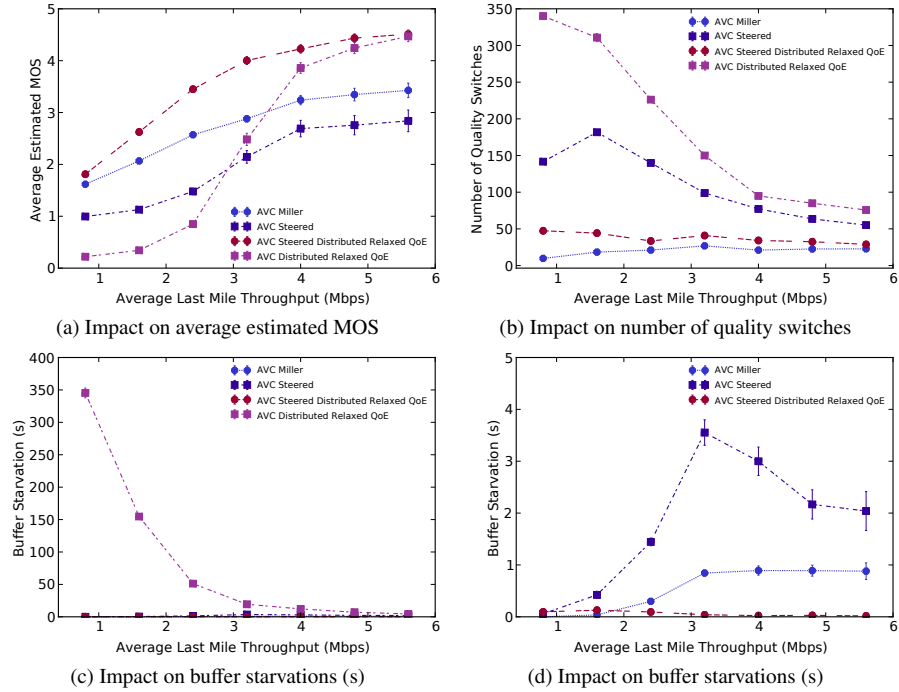 5
4
3
2
1
0
Average Estimated MOS
AVC Miller
AVC Steered
AVC Steered Distributed Relaxed QoE
AVC Distributed Relaxed QoE
1 2 3 4 5 6
Average Last Mile Throughput (Mbps)
(a) Impact on average estimated MOS
350
300
250
200
150
100
50
0
Number of Quality Switches
AVC Miller
AVC Steered
AVC Steered Distributed Relaxed QoE
AVC Distributed Relaxed QoE
1 2 3 4 5 6
Average Last Mile Throughput (Mbps)
(b) Impact on number of quality switches
400
350
300
250
200
150
100
50
0
Buffer Starvation (s)
AVC Miller
AVC Steered
AVC Steered Distributed Relaxed QoE
AVC Distributed Relaxed QoE
1 2 3 4 5 6
Average Last Mile Throughput (Mbps)
(c) Impact on buffer starvations (s)
5
4
3
2
1
0
Buffer Starvation (s)
AVC Miller
AVC Steered
AVC Steered Distributed Relaxed QoE
1 2 3 4 5 6
Average Last Mile Throughput (Mbps)
(d) Impact on buffer starvations (s)